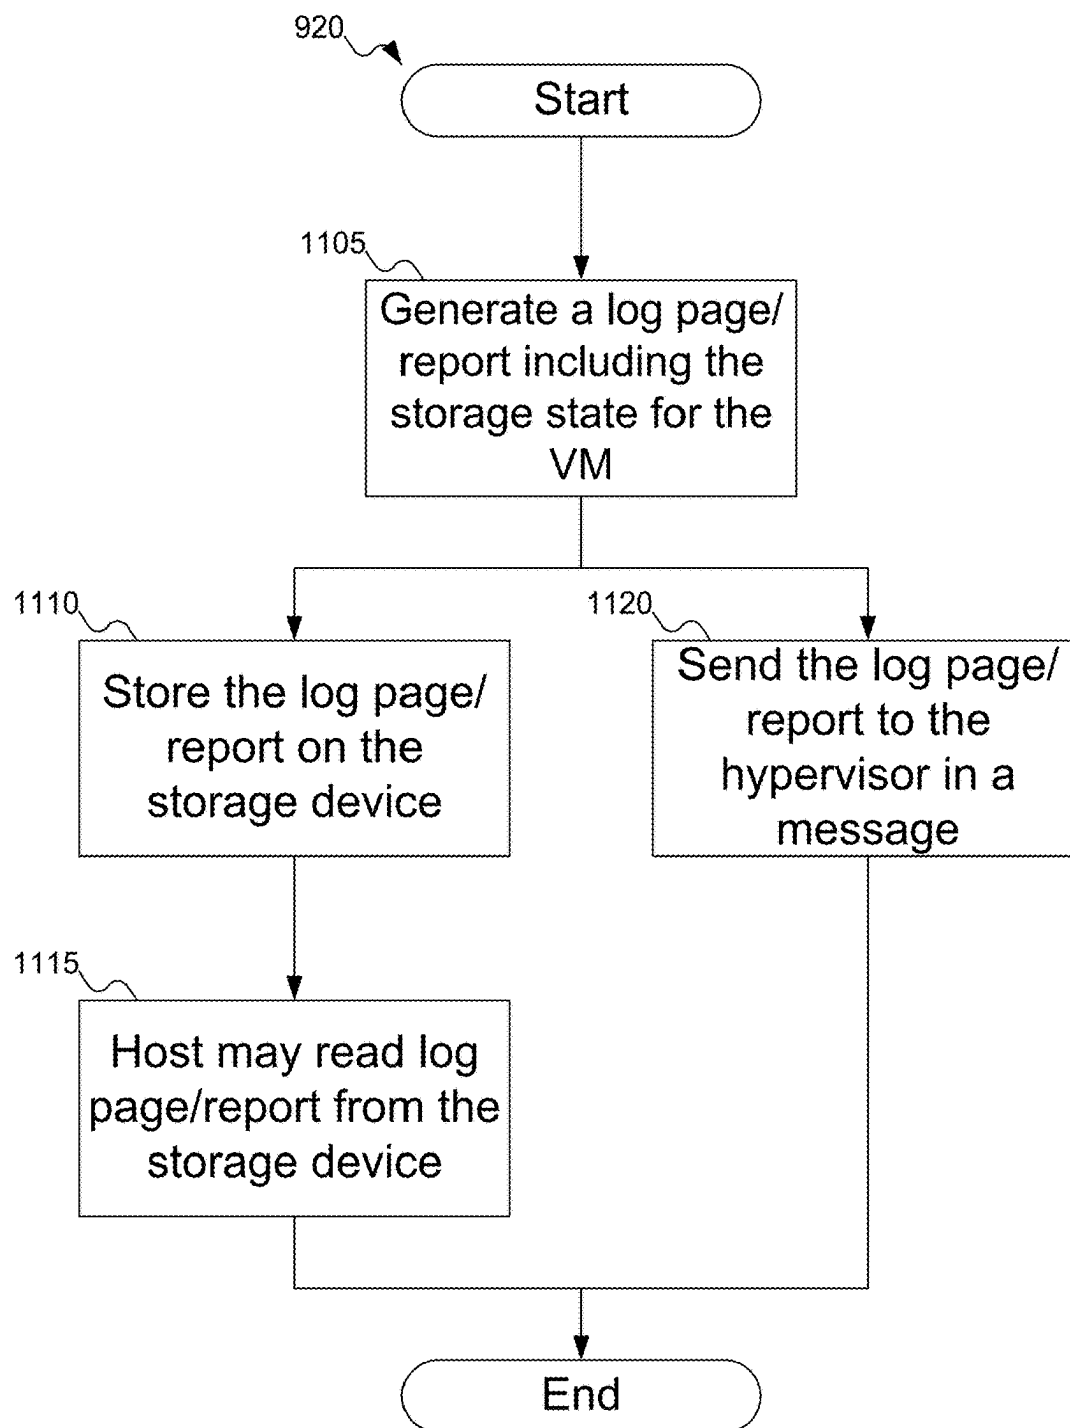 920
Start
1105
Generate a log page/
report including the
storage state for the
VM
1110
Store the log page/
report on the
storage device
1120
Send the log page/
report to the
hypervisor in a
message
1115
Host may read log
page/report from the
storage device
End